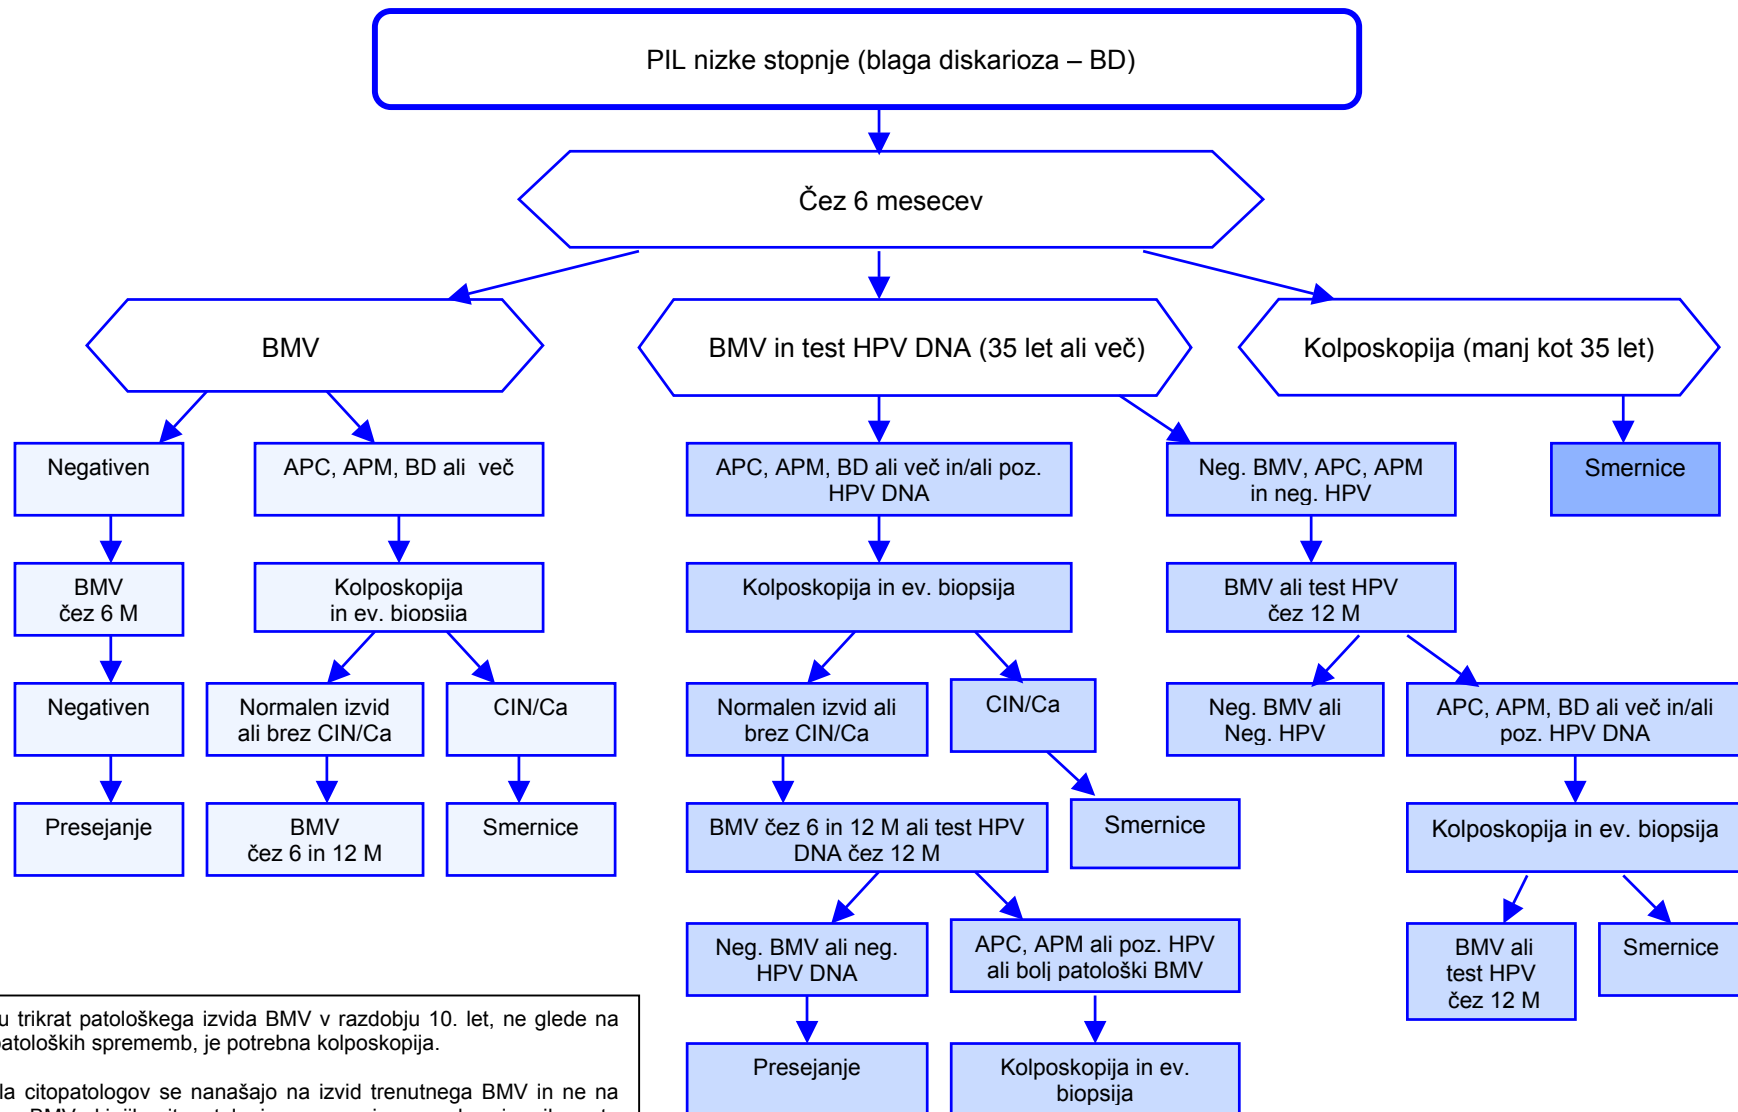 PIL nizke stopnje (blaga diskarioza – BD)
Čez 6 mesecev
BMV
BMV in test HPV DNA (35 let ali več)
Kolposkopija (manj kot 35 let)
Negativen
APC, APM, BD ali več
APC, APM, BD ali več in/ali poz.
HPV DNA
Neg. BMV, APC, APM
in neg. HPV
Smernice
BMV
čez 6 M
Kolposkopija
in ev. biopsija
Kolposkopija in ev. biopsija
BMV ali test HPV
čez 12 M
Negativen
Normalen izvid
ali brez CIN/Ca
CIN/Ca
Normalen izvid ali
brez CIN/Ca
CIN/Ca
Neg. BMV ali
Neg. HPV
APC, APM, BD ali več in/ali
poz. HPV DNA
Presejanje
BMV
čez 6 in 12 M
Smernice
BMV čez 6 in 12 M ali test HPV
DNA čez 12 M
Smernice
Kolposkopija in ev. biopsija
Neg. BMV ali neg.
HPV DNA
APC, APM ali poz. HPV
ali bolj patološki BMV
BMV ali
test HPV
čez 12 M
Smernice
Presejanje
Kolposkopija in ev.
biopsija
u trikrat patološkega izvida BMV v razdobju 10. let, ne glede na
patoloških sprememb, je potrebna kolposkopija.
la citopatologov se nanašajo na izvid trenutnega BMV in ne na